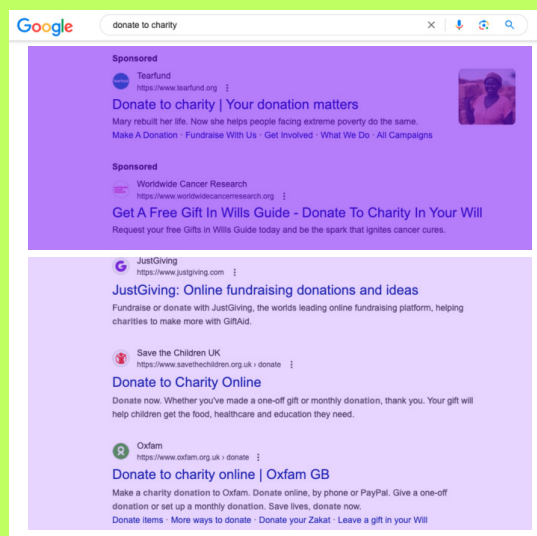 Google
donate to charity
Sponsored
Tearfund
https://www.tearfund.org
Donate to charity | Your donation matters
Mary rebuilt her life. Now she helps people facing extreme poverty do the same.
Make A Donation · Fundraise With Us · Get Involved · What We Do · All Campaigns
Sponsored
Worldwide Cancer Research
https://www.worldwidecancerresearch.org
Get A Free Gift In Wills Guide - Donate To Charity In Your Will
Request your free Gifts in Wills Guide today and be the spark that ignites cancer cures.
JustGiving
https://www.justgiving.com
JustGiving: Online fundraising donations and ideas
Fundraise or donate with JustGiving, the worlds leading online fundraising platform, helping
charities to make more with GiftAid.
Save the Children UK
https://www.savethechildren.org.uk › donate
Donate to Charity Online
Donate now. Whether you've made a one-off gift or monthly donation, thank you. Your gift will
help children get the food, healthcare and education they need.
Oxfam
https://www.oxfam.org.uk › donate
Donate to charity online | Oxfam GB
Make a charity donation to Oxfam. Donate online, by phone or PayPal. Give a one-off
donation or set up a monthly donation. Save lives, donate now.
Donate items · More ways to donate · Donate your Zakat · Leave a gift in your Will